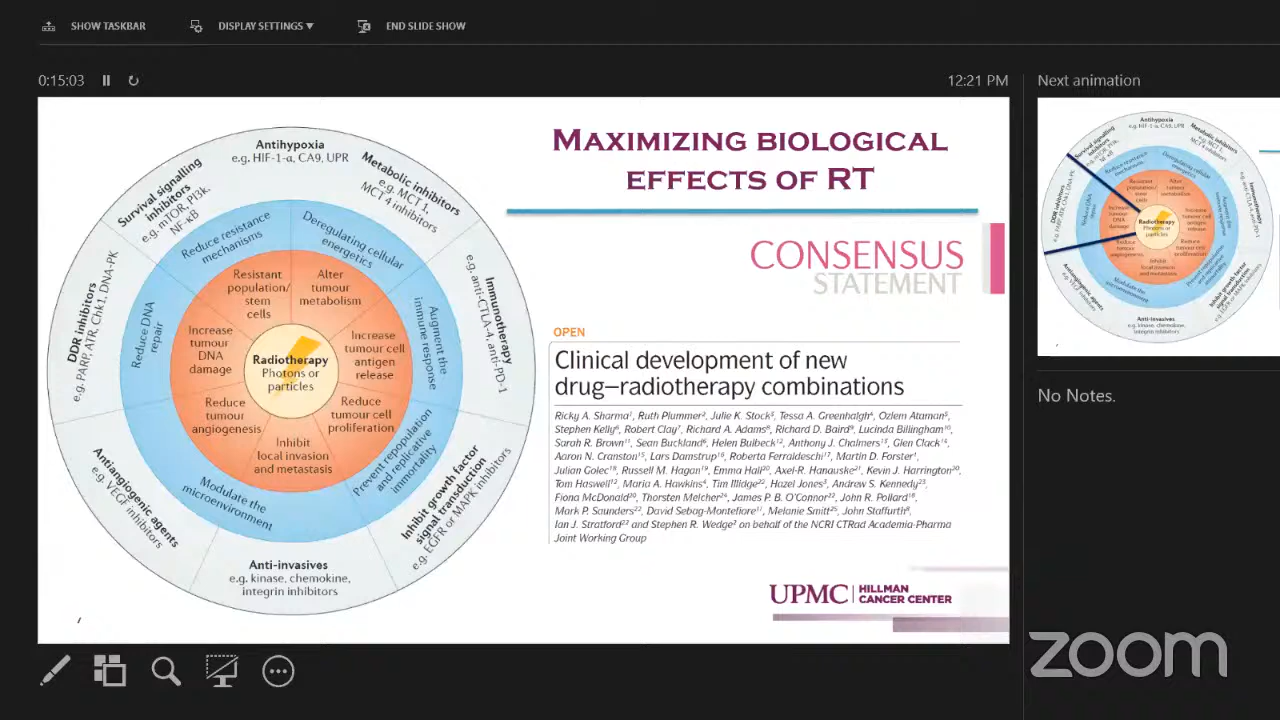 SHOW TASKBAR
DISPLAY SETTINGS ▼
END SLIDE SHOW
0:15:03
12:21 PM
Next animation
MAXIMIZING BIOLOGICAL
EFFECTS OF RT
CONSENSUS
STATEMENT
OPEN
Clinical development of new
drug–radiotherapy combinations
Ricky A. Sharma¹, Ruth Plummer², Julie K. Stock³, Tessa A. Greenhalgh⁴, Ozlem Ataman⁵,
Stephen Kelly⁶, Robert Clay⁷, Richard A. Adams⁸, Richard D. Baird⁹, Lucinda Billingham¹⁰,
Sarah R. Brown¹¹, Sean Buckland⁶, Helen Bulbeck¹², Anthony J. Chalmers¹³, Glen Clack¹⁴,
Aaron N. Cranston¹⁵, Lars Damstrup¹⁶, Roberta Ferraldeschi¹⁷, Martin D. Forster¹,
Julian Golec¹⁸, Russell M. Hagan¹⁹, Emma Hall²⁰, Axel-R. Hanauske²¹, Kevin J. Harrington²⁰,
Tom Haswell¹², Maria A. Hawkins⁴, Tim Illidge²², Hazel Jones³, Andrew S. Kennedy²³,
Fiona McDonald²⁰, Thorsten Melcher²⁴, James P. B. O'Connor²², John R. Pollard¹⁸,
Mark P. Saunders²², David Sebag-Montefiore¹¹, Melanie Smitt²⁵, John Staffurth⁸,
Ian J. Stratford²² and Stephen R. Wedge² on behalf of the NCRI CTRad Academia-Pharma
Joint Working Group
UPMC | HILLMAN
CANCER CENTER
Antihypoxia
e.g. HIF-1-α, CA9, UPR
Metabolic inhibitors
e.g. MCT 1,
MCT 4 inhibitors
Immunotherapy
e.g. anti-CTLA-4, anti-PD-1
Inhibit growth factor
signal transduction
e.g. EGFR or MAPK inhibitors
Anti-invasives
e.g. kinase, chemokine,
integrin inhibitors
Antiangiogenic agents
e.g. VEGF inhibitors
DDR inhibitors
e.g. PARP, ATR, Chk1, DNA-PK
Survival signalling
inhibitors
e.g. mTOR, PI3k,
NF-κB
Reduce resistance
mechanisms
Deregulating cellular
energetics
Augment the
immune response
Prevent repopulation
and replicative
immortality
Modulate the
microenvironment
Reduce DNA
repair
Resistant
population/
stem
cells
Alter
tumour
metabolism
Increase
tumour cell
antigen
release
Reduce
tumour cell
proliferation
Inhibit
local invasion
and metastasis
Reduce
tumour
angiogenesis
Increase
tumour
DNA
damage
Radiotherapy
Photons or
particles
No Notes.
zoom